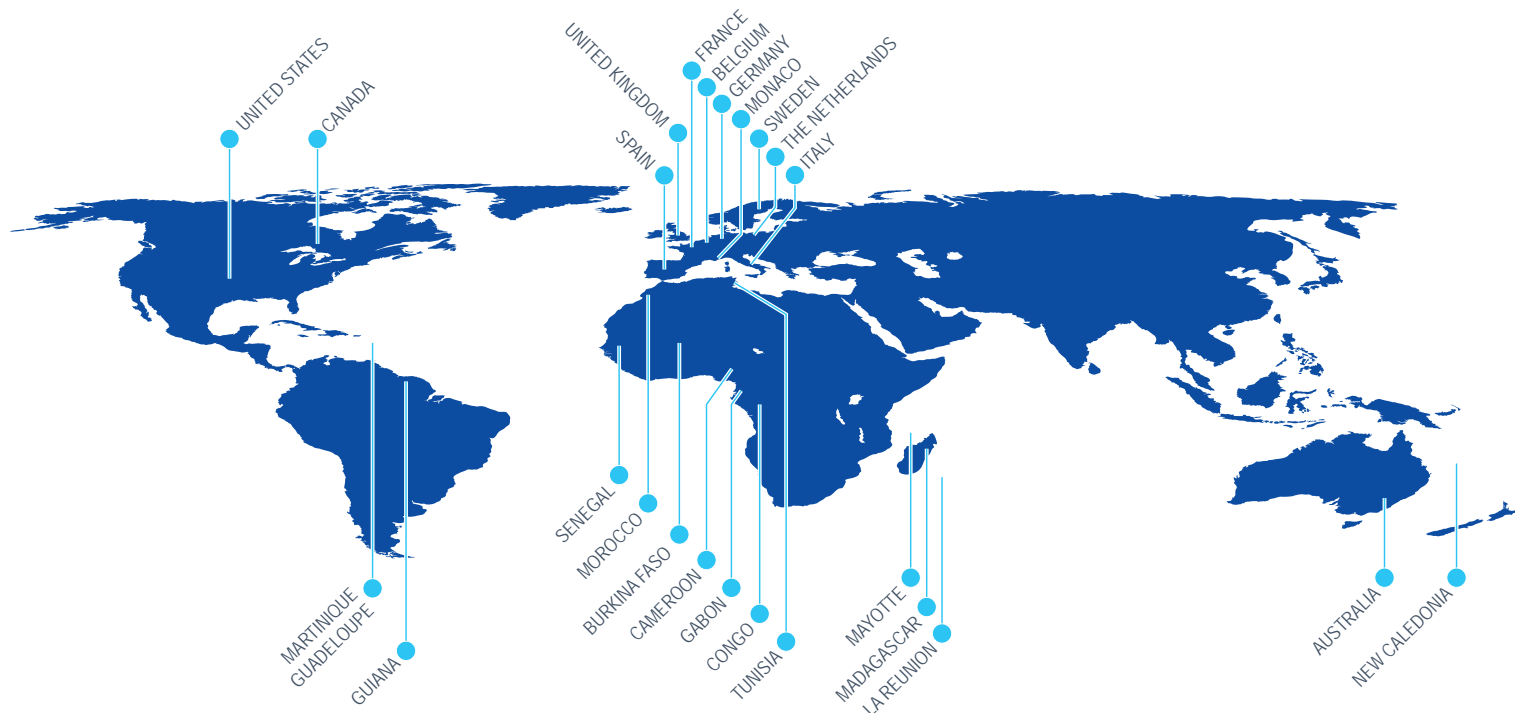 UNITED STATES
CANADA
UNITED KINGDOM
SPAIN
FRANCE
BELGIUM
GERMANY
MONACO
SWEDEN
THE NETHERLANDS
ITALY
SENEGAL
MOROCCO
BURKINA FASO
CAMEROON
GABON
CONGO
TUNISIA
MARTINIQUE
GUADELOUPE
GUIANA
MAYOTTE
MADAGASCAR
LA REUNION
AUSTRALIA
NEW CALEDONIA